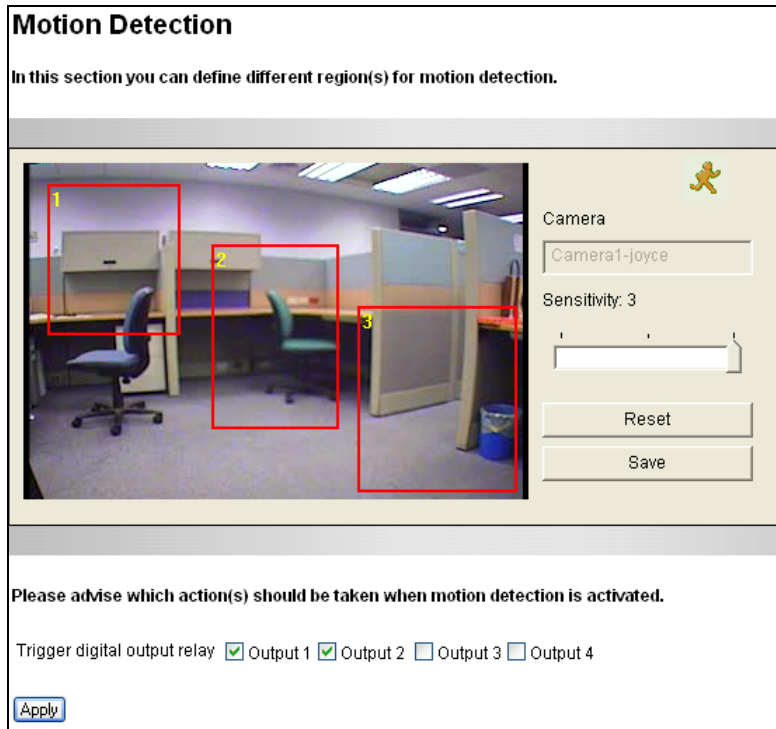 Motion Detection
In this section you can define different region(s) for motion detection.
1
2
3
Camera
Camera1-joyce
Sensitivity: 3
Reset
Save
Please advise which action(s) should be taken when motion detection is activated.
Trigger digital output relay Output 1 Output 2 Output 3 Output 4
Apply